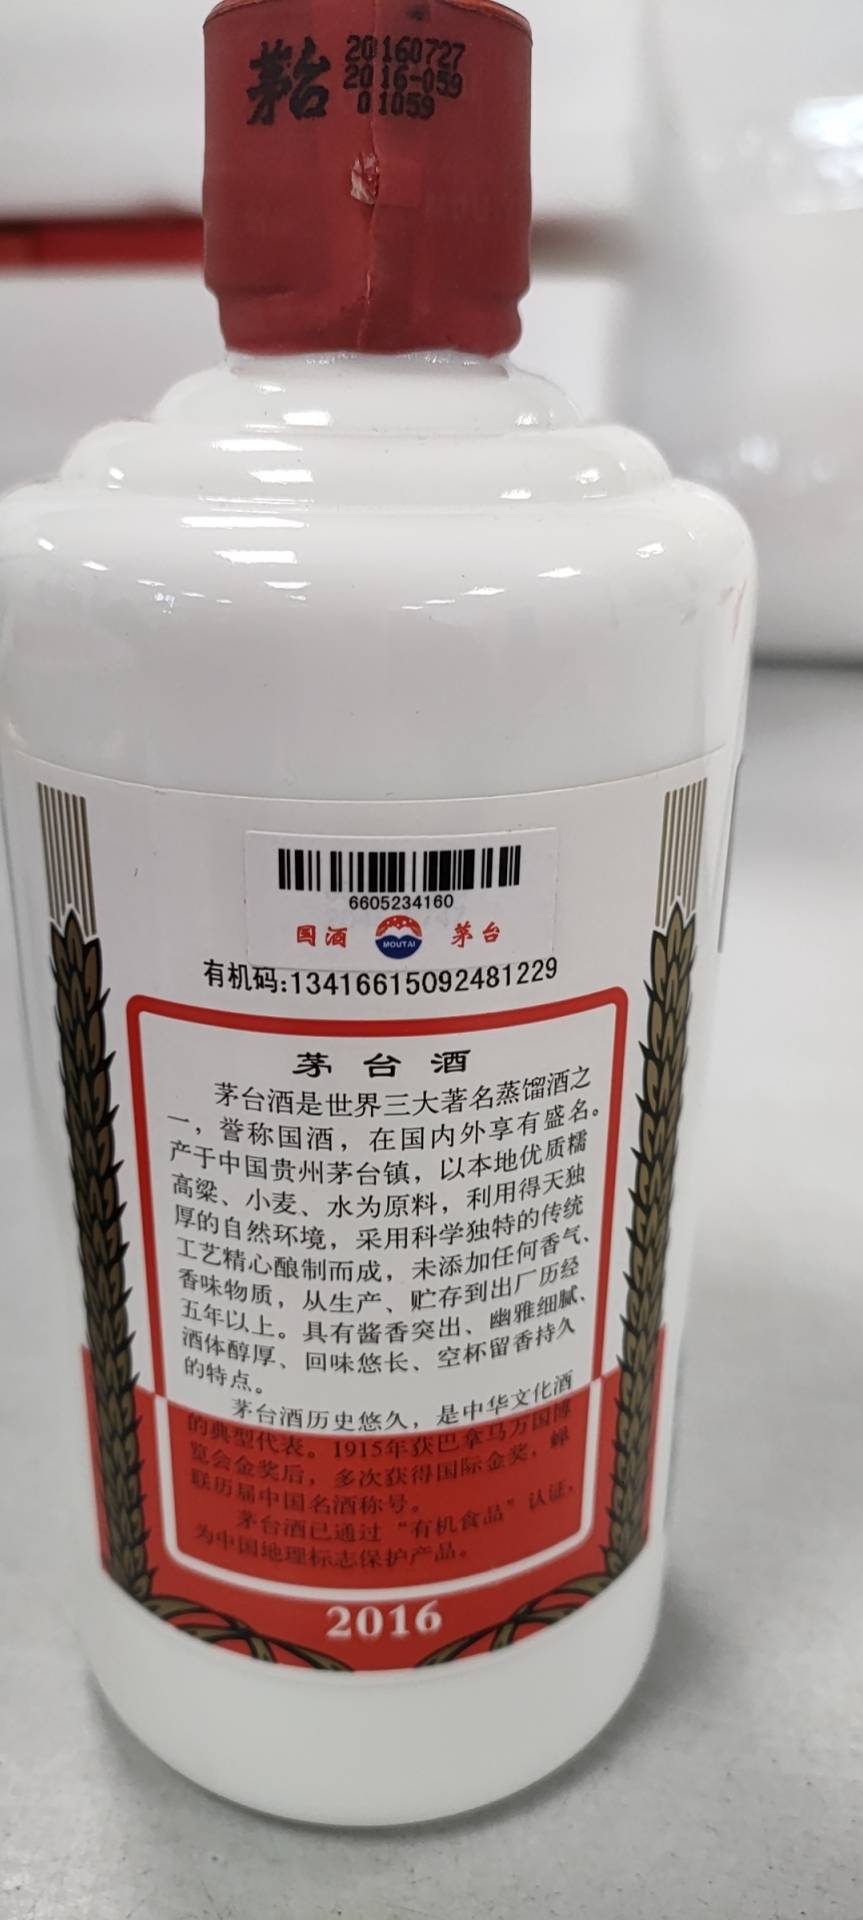 茅台
20160727
2016-059
01059
6605234160
国酒 MOUTAI 茅台
有机码:13416615092481229
茅台酒
茅台酒是世界三大著名蒸馏酒之
一，誉称国酒，在国内外享有盛名。
产于中国贵州茅台镇，以本地优质糯
高粱、小麦、水为原料，利用得天独
厚的自然环境，采用科学独特的传统
工艺精心酿制而成，未添加任何香气、
香味物质，从生产、贮存到出厂历经
五年以上。具有酱香突出、幽雅细腻、
酒体醇厚、回味悠长、空杯留香持久
的特点。
茅台酒历史悠久，是中华文化酒
的典型代表。1915年获巴拿马万国博
览会金奖后，多次获得国际金奖，蝉
联历届中国名酒称号。
茅台酒已通过“有机食品”认证，
为中国地理标志保护产品。
2016